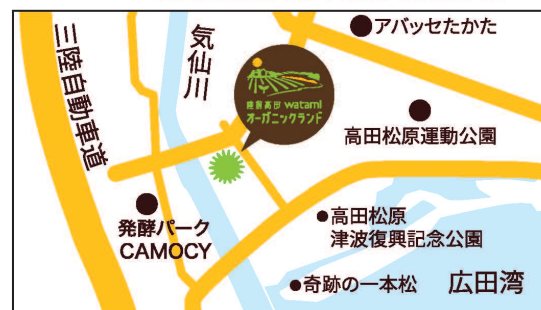 三陸自動車道
気仙川
アバッセたかた
陸前高田 watami
オーガニックランド
高田松原運動公園
発酵パーク
CAMOCY
高田松原
津波復興記念公園
奇跡の一本松
広田湾